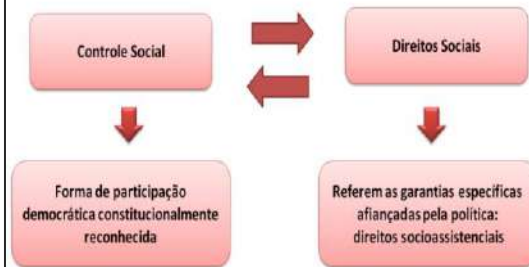 Controle Social
Direitos Sociais
Forma de participação
democrática constitucionalmente
reconhecida
Referem as garantias específicas
afiançadas pela política:
direitos socioassistenciais